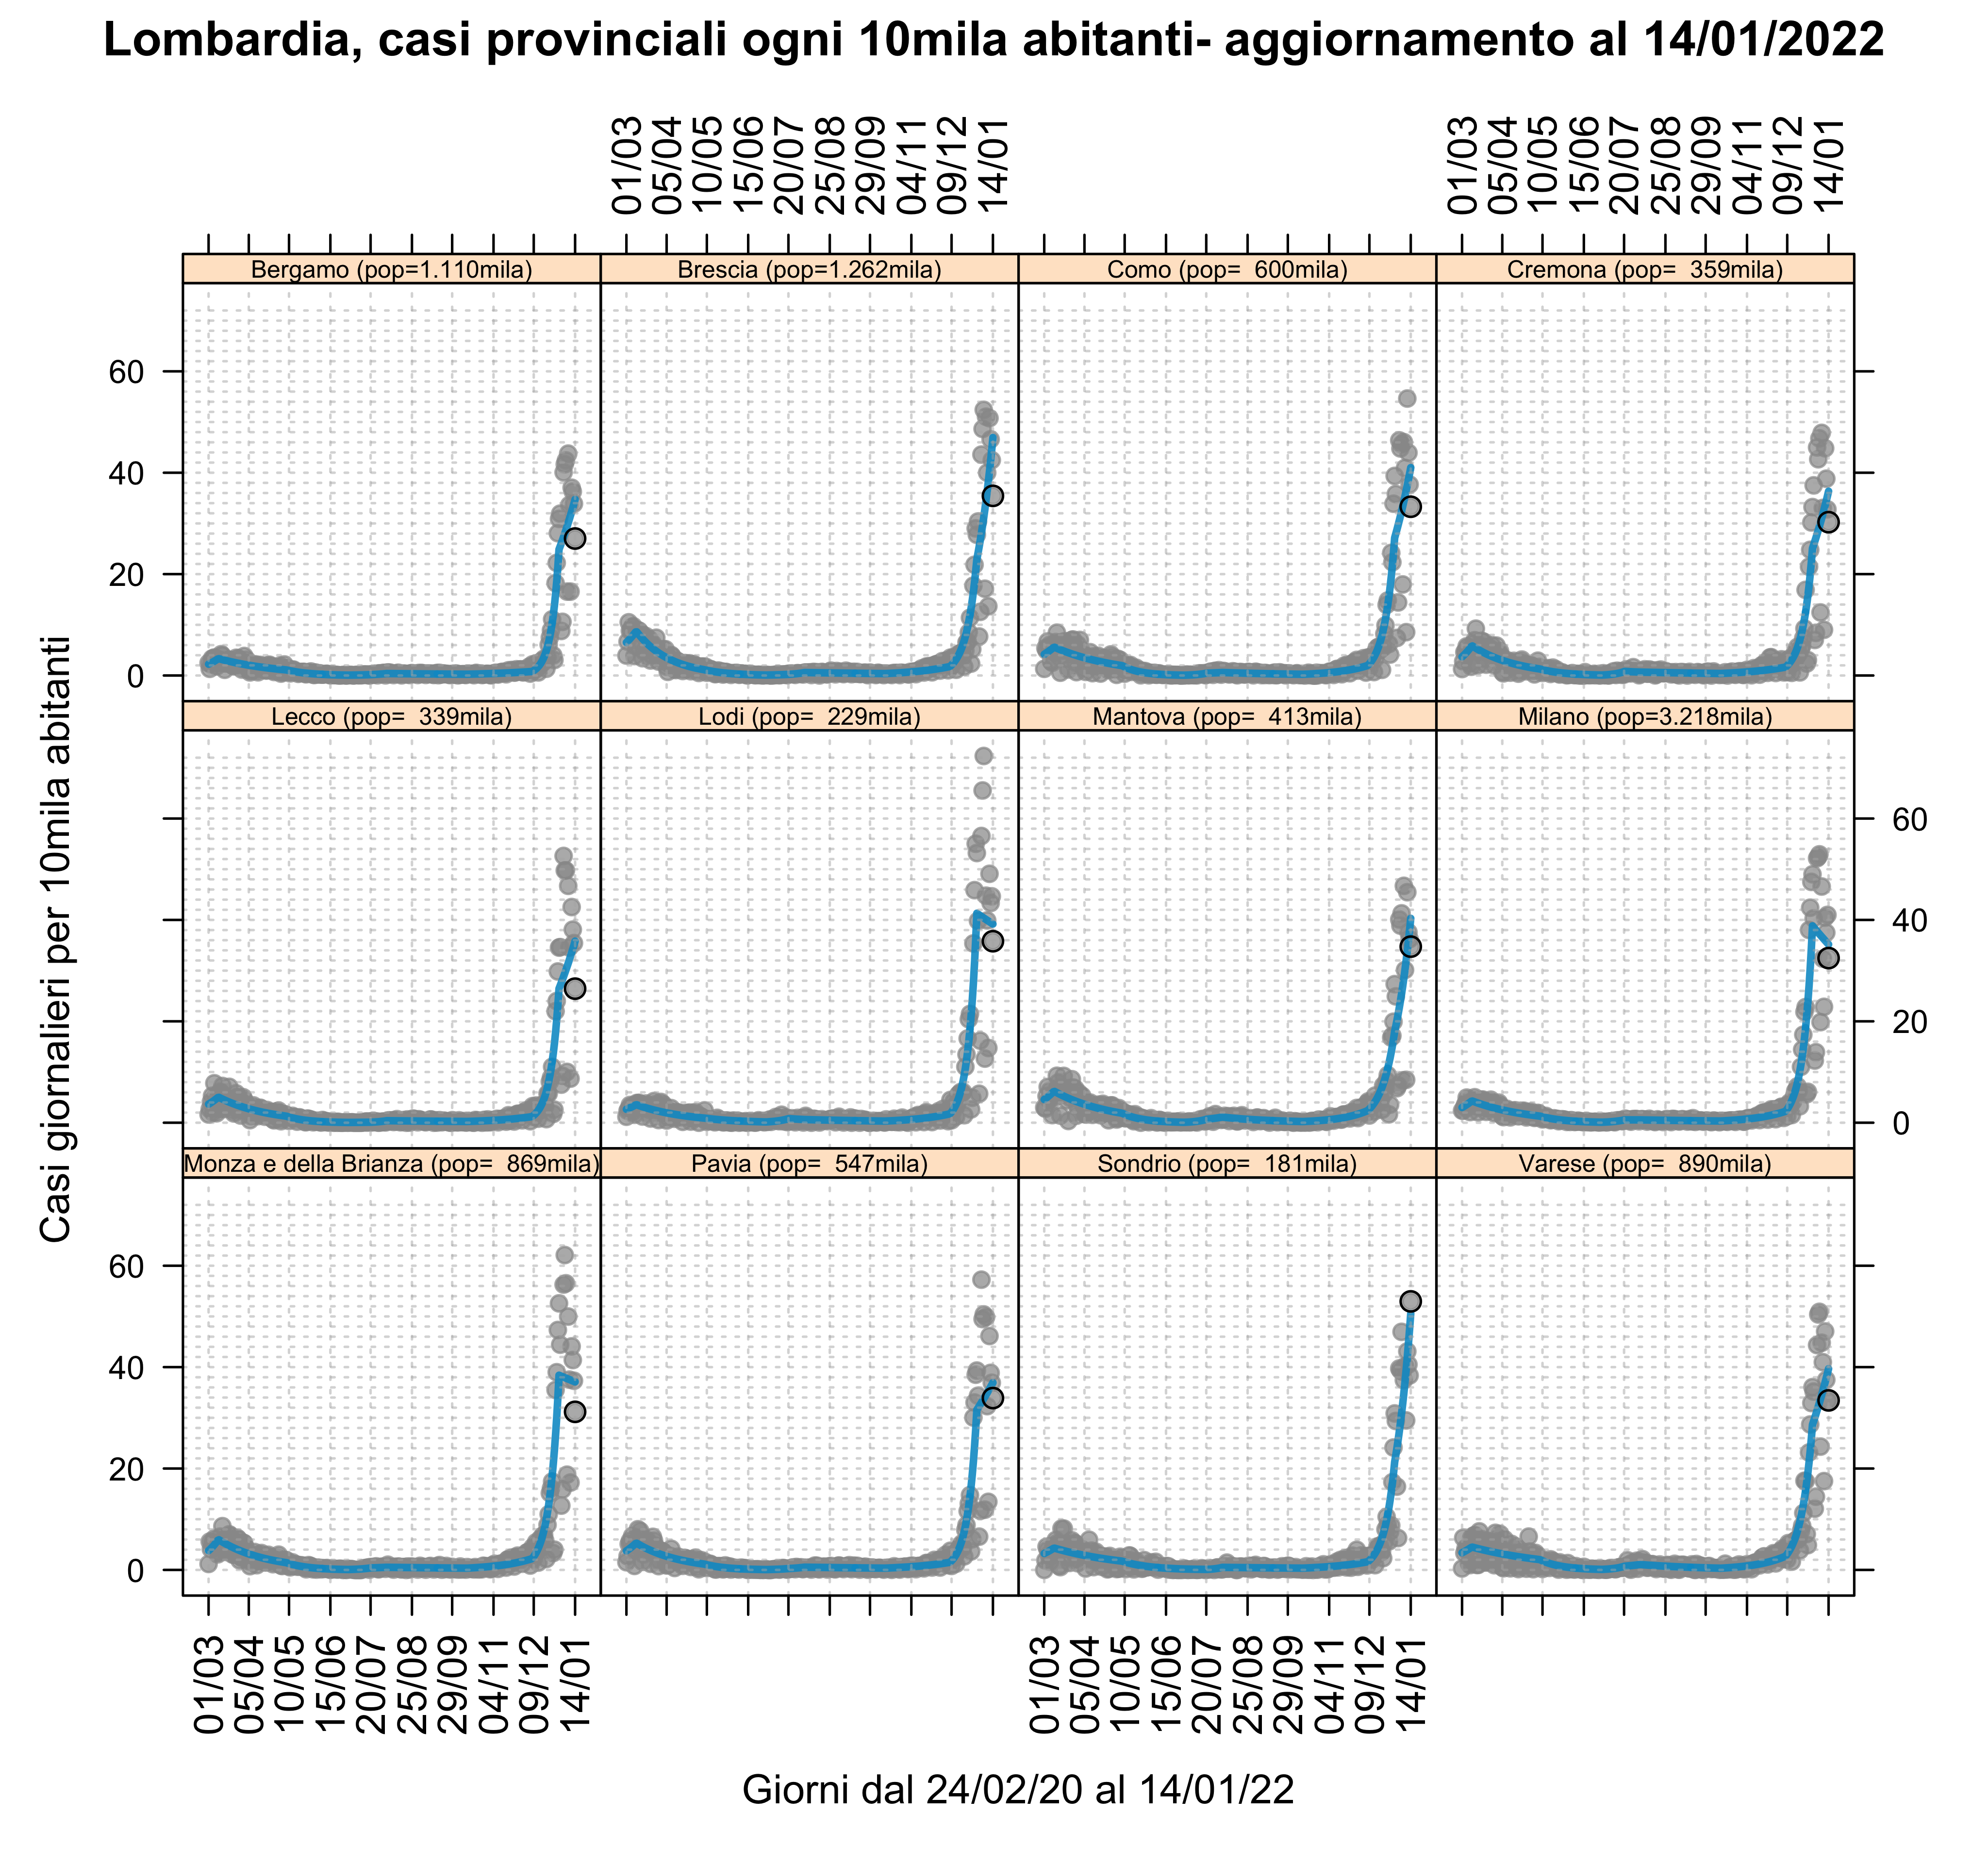 Lombardia, casi provinciali ogni 10mila abitanti- aggiornamento al 14/01/2022
01/03 05/04 10/05 15/06 20/07 25/08 29/09 04/11 09/12 14/01
01/03 05/04 10/05 15/06 20/07 25/08 29/09 04/11 09/12 14/01
Bergamo (pop=1.110mila)
Brescia (pop=1.262mila)
Como (pop= 600mila)
Cremona (pop= 359mila)
60
40
20
0
Lecco (pop= 339mila)
Lodi (pop= 229mila)
Mantova (pop= 413mila)
Milano (pop=3.218mila)
60
40
20
0
Monza e della Brianza (pop= 869mila)
Pavia (pop= 547mila)
Sondrio (pop= 181mila)
Varese (pop= 890mila)
60
40
20
0
Casi giornalieri per 10mila abitanti
01/03 05/04 10/05 15/06 20/07 25/08 29/09 04/11 09/12 14/01
01/03 05/04 10/05 15/06 20/07 25/08 29/09 04/11 09/12 14/01
Giorni dal 24/02/20 al 14/01/22